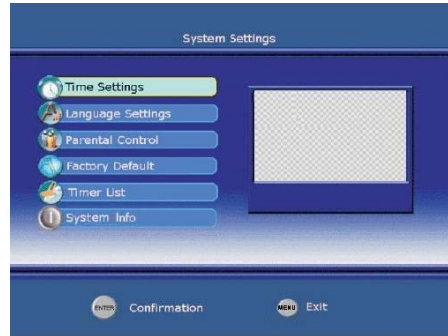 System Settings
Time Settings
Language Settings
Parental Control
Factory Default
Timer List
System Info
ENTER Confirmation MENU Exit